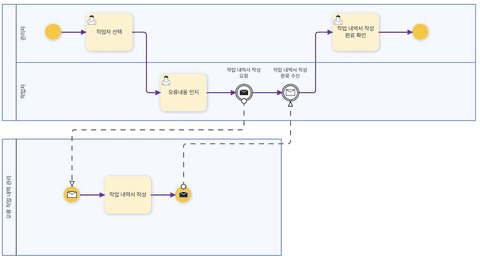 관리자
작업자 선택
작업 내역서 작성
완료 확인
작업자
오류내용 인지
작업 내역서 작성
요청
작업 내역서 작성
완료 수신
오류 작업 내역 관리
작업 내역서 작성